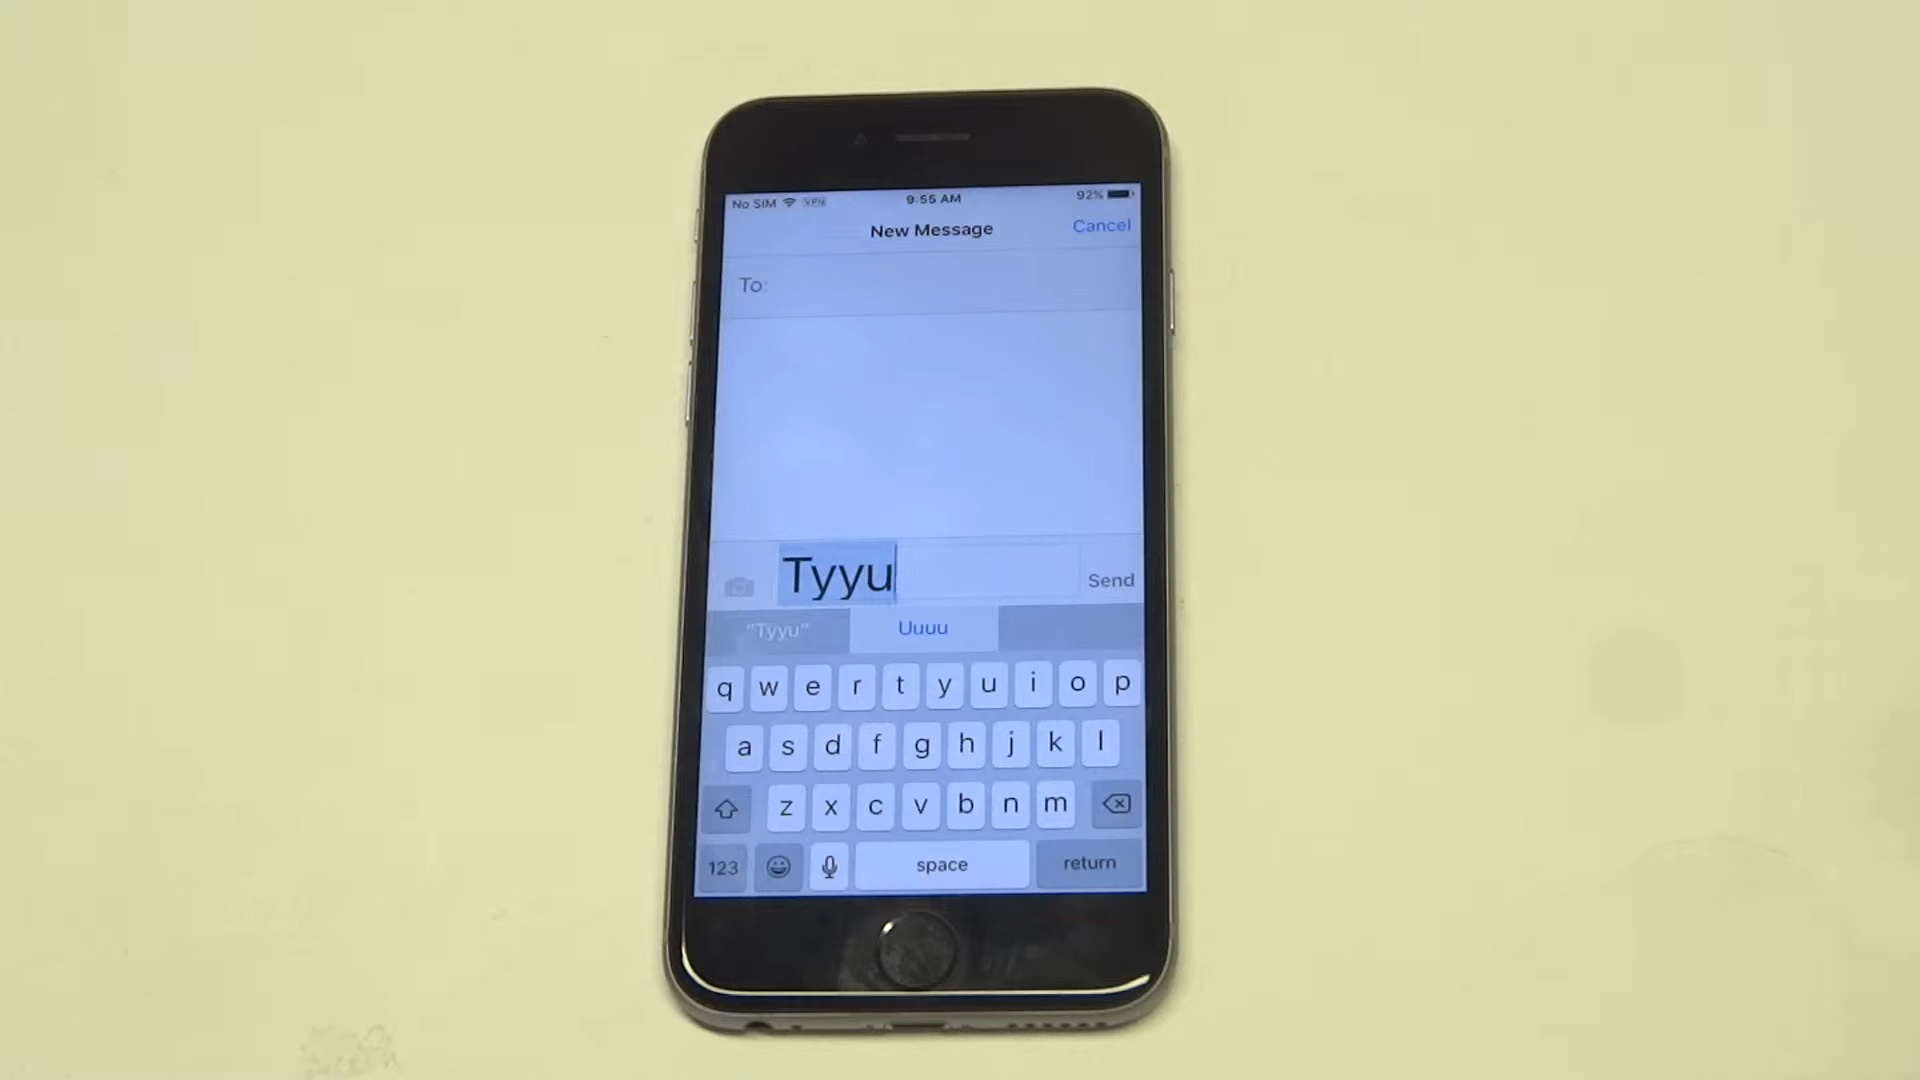 No SIM VPN 9:55 AM 92%
New Message Cancel
To:
Tyyu Send
"Tyyu" Uuuu
q w e r t y u i o p
a s d f g h j k l
z x c v b n m
123 space return